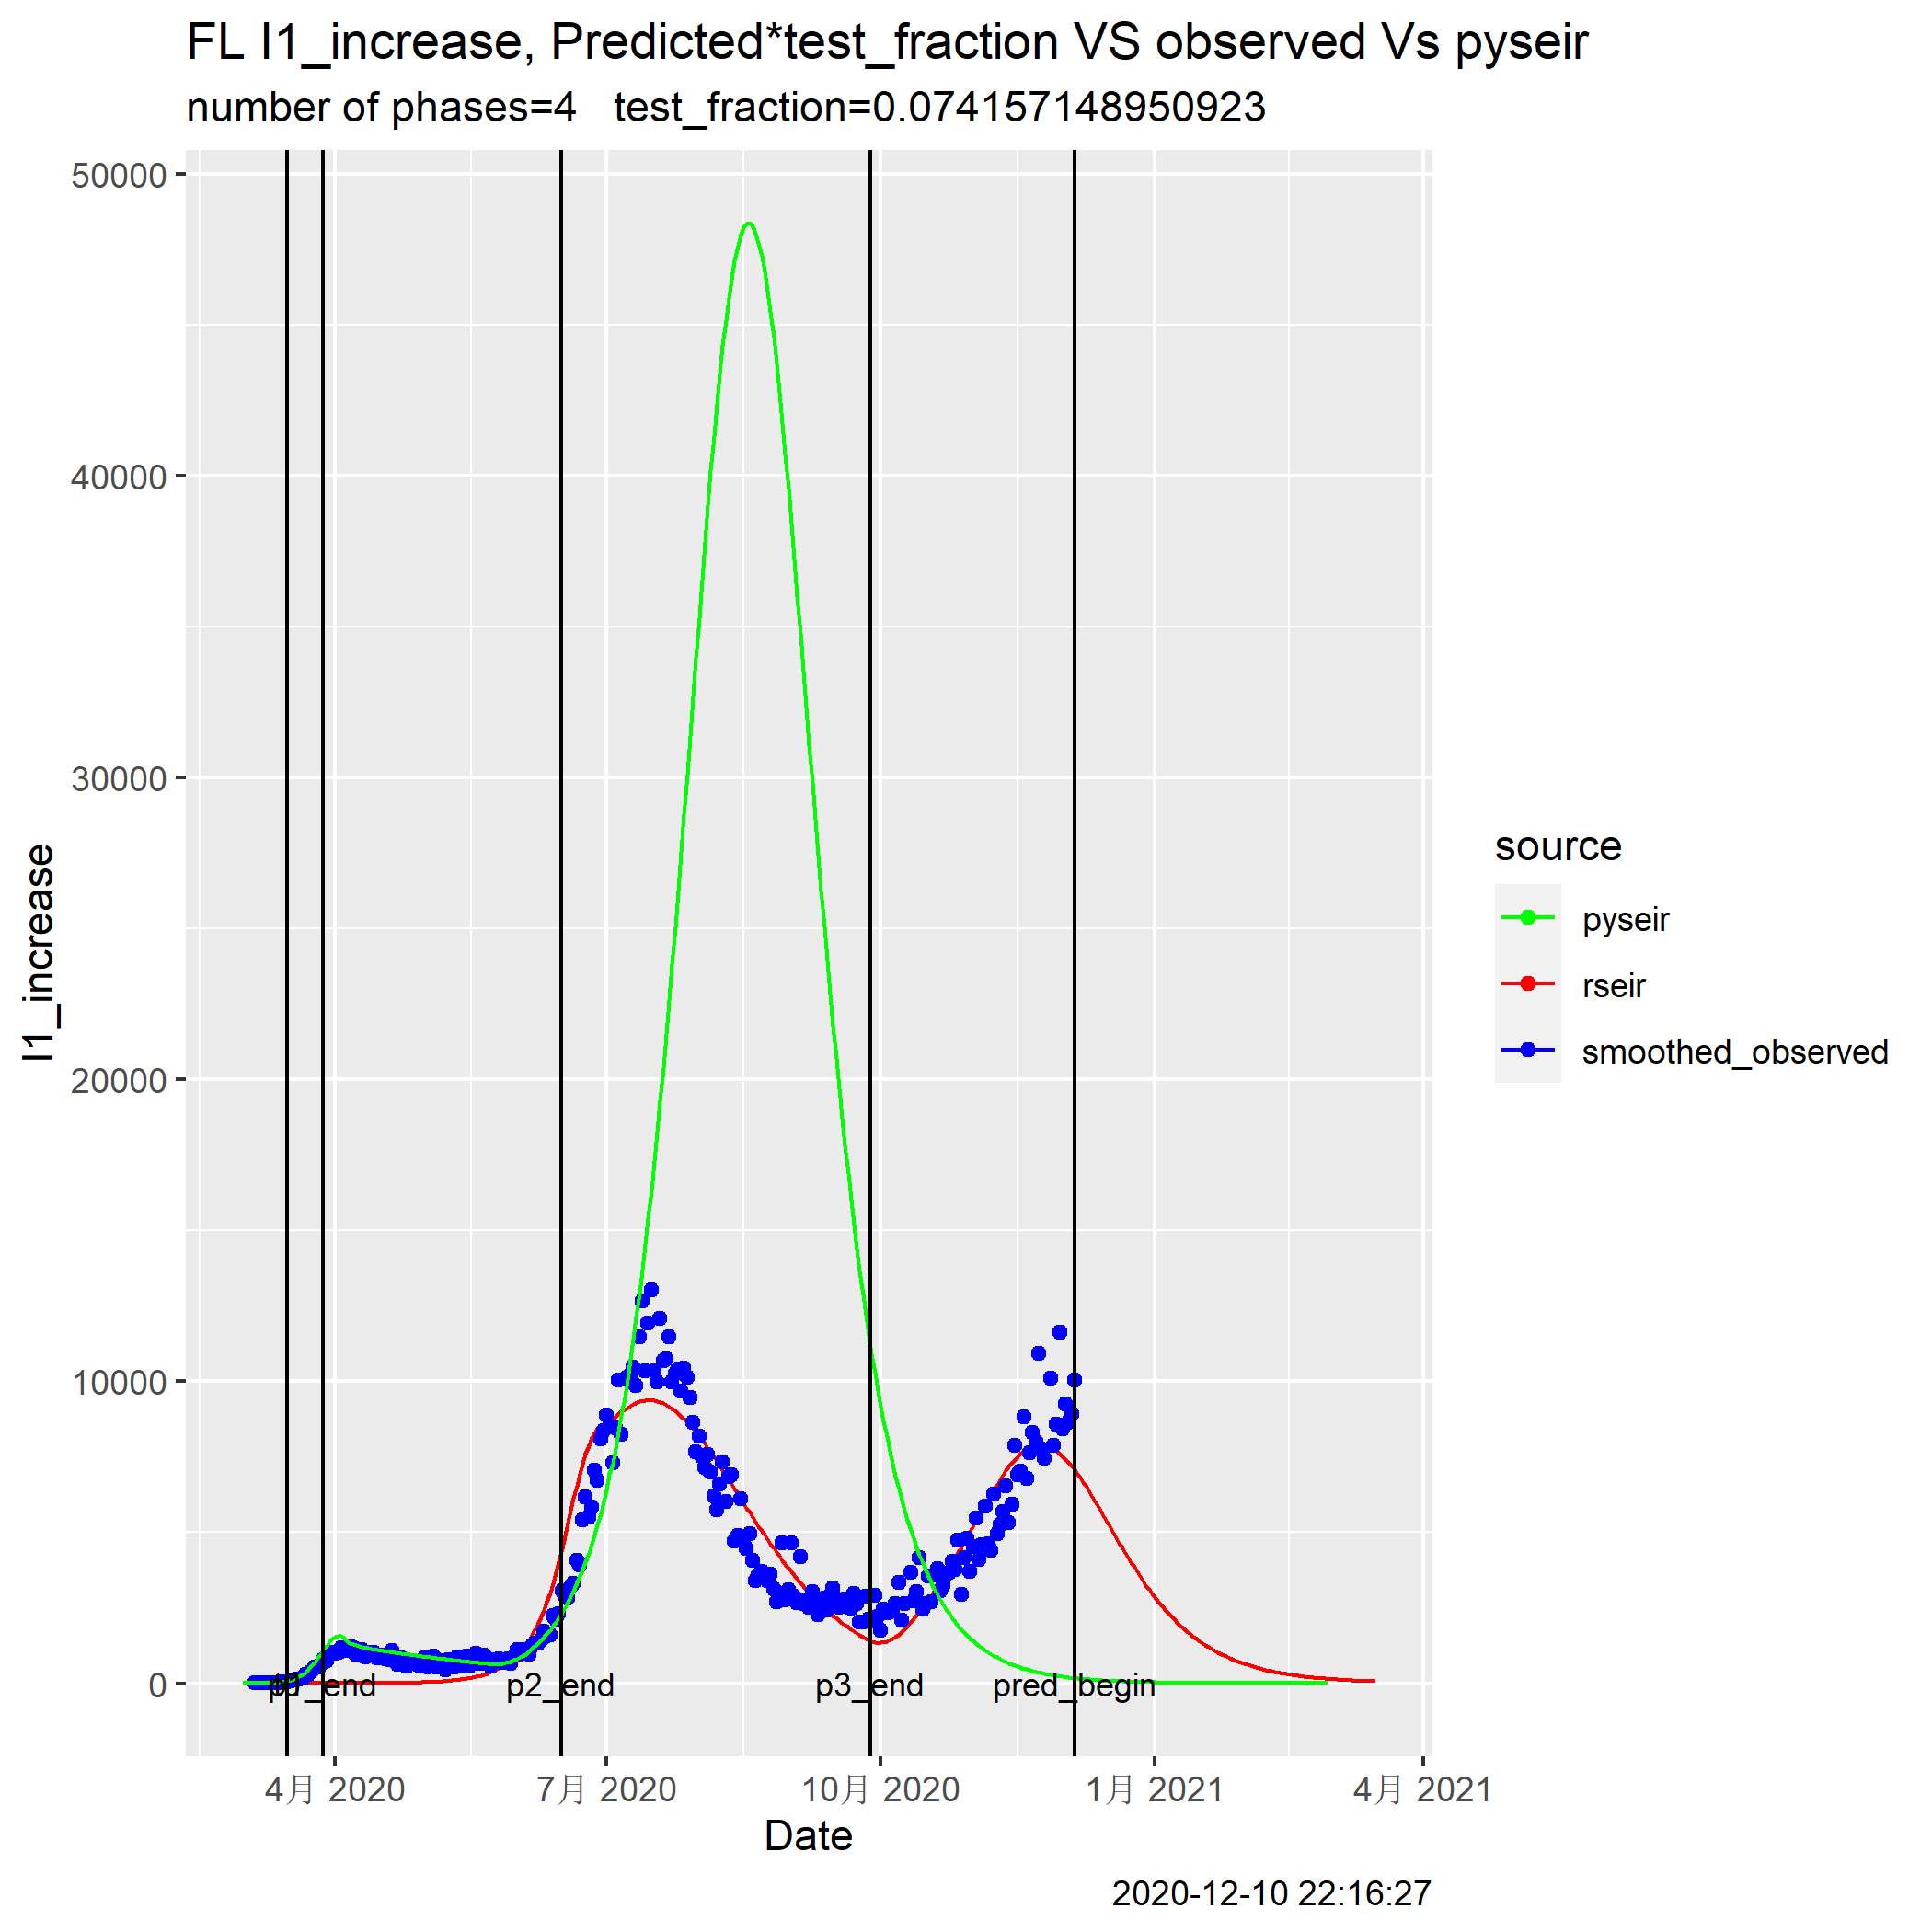 FL I1_increase, Predicted*test_fraction VS observed Vs pyseir
number of phases=4 test_fraction=0.074157148950923
50000
40000
30000
20000
10000
0
I1_increase
p2_end
p3_end
pred_begin
4月 2020
7月 2020
10月 2020
1月 2021
4月 2021
Date
source
pyseir
rseir
smoothed_observed
2020-12-10 22:16:27